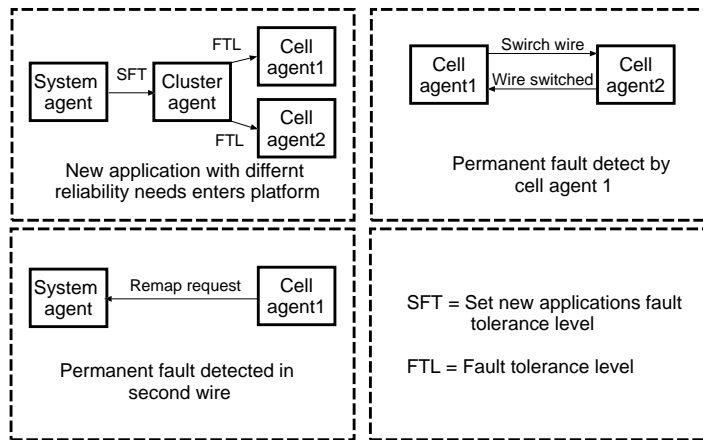 FTL
Cell
agent1
System
agent
SFT
Cluster
agent
Cell
agent2
FTL
New application with differnt
reliability needs enters platform
Swirch wire
Cell
agent1
Cell
agent2
Wire switched
Permanent fault detect by
cell agent 1
System
agent
Remap request
Cell
agent1
Permanent fault detected in
second wire
SFT = Set new applications fault
tolerance level
FTL = Fault tolerance level